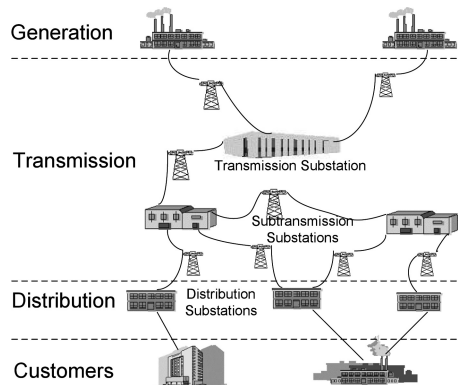 Generation
Transmission
Transmission Substation
Subtransmission
Substations
Distribution
Distribution
Substations
Customers